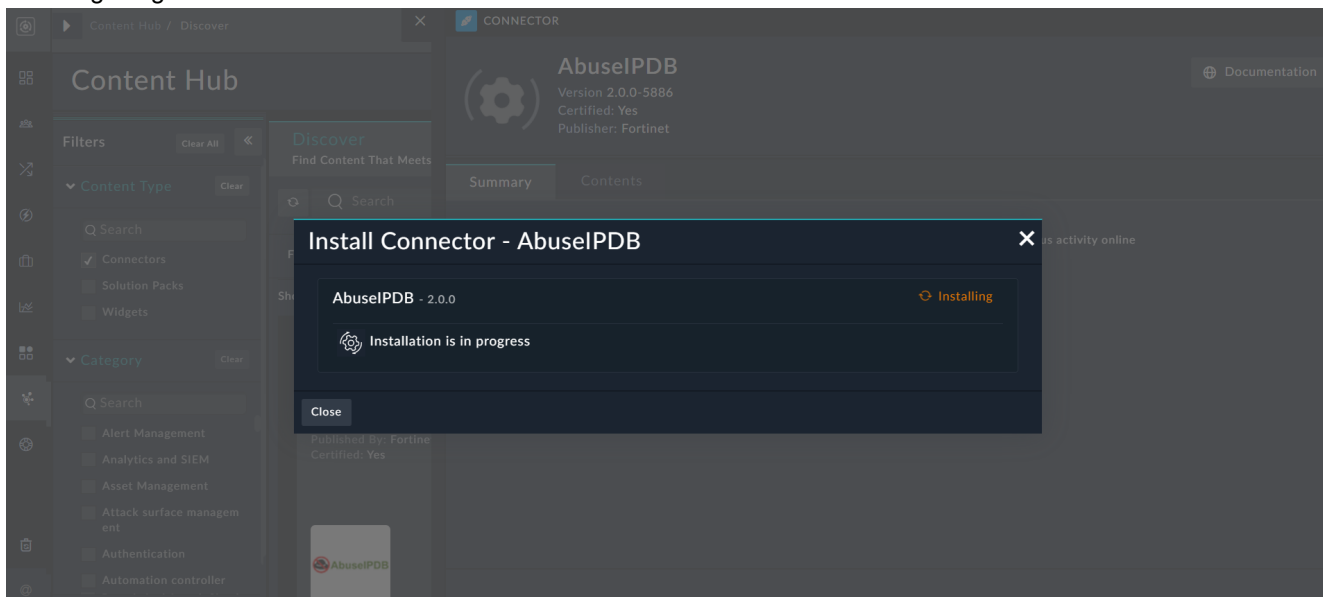 Content Hub / Discover
CONNECTOR
Content Hub
AbuseIPDB
Version 2.0.0-5886
Certified: Yes
Publisher: Fortinet
Documentation
Filters
Clear All
Discover
Find Content That Meets
Content Type
Clear
Search
Summary
Contents
Search
Connectors
Solution Packs
Widgets
Install Connector - AbuseIPDB
us activity online
AbuseIPDB - 2.0.0
Installing
Installation is in progress
Close
Category
Clear
Search
Alert Management
Analytics and SIEM
Asset Management
Attack surface managem
ent
Authentication
Automation controller
Published By: Fortine
Certified: Yes
AbuseIPDB